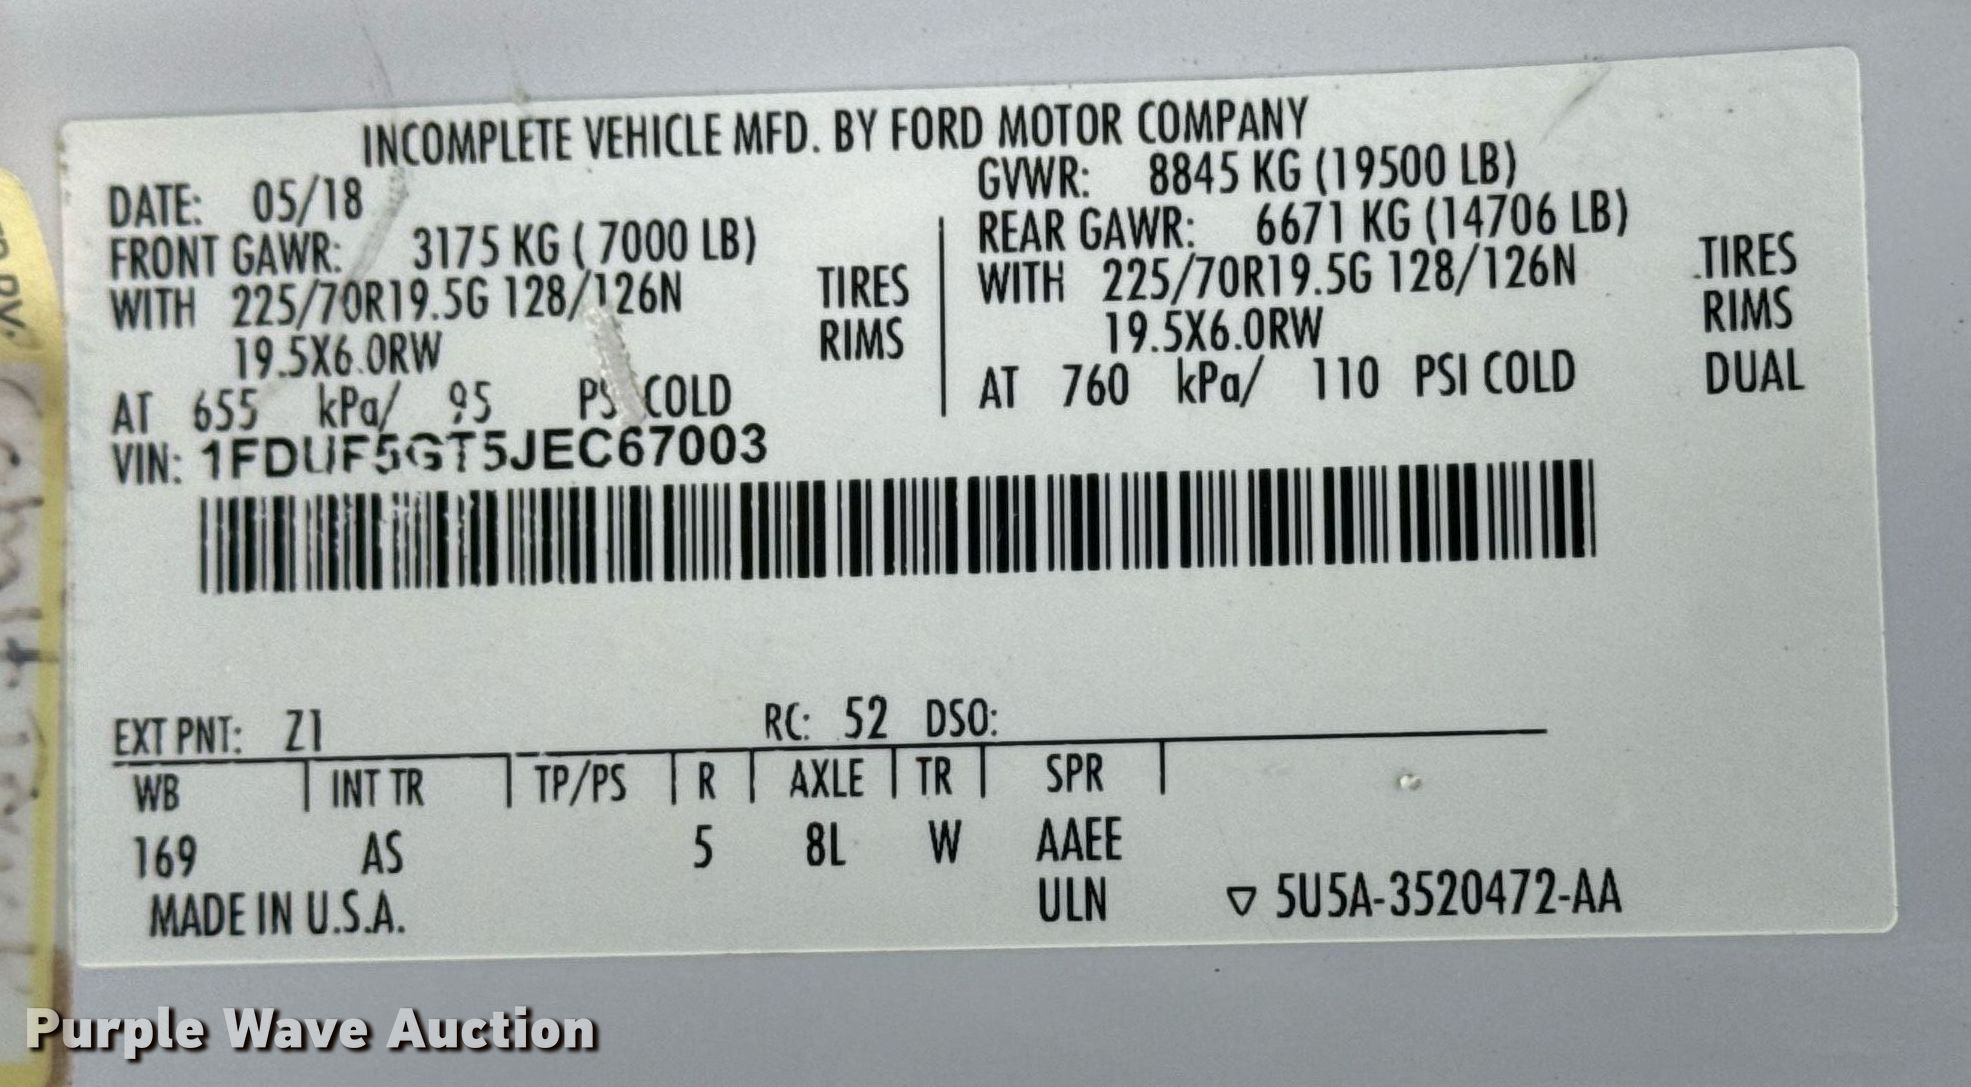 INCOMPLETE VEHICLE MFD. BY FORD MOTOR COMPANY
DATE: 05/18 GVWR: 8845 KG (19500 LB)
FRONT GAWR: 3175 KG ( 7000 LB) REAR GAWR: 6671 KG (14706 LB)
WITH 225/70R19.5G 128/126N TIRES WITH 225/70R19.5G 128/126N TIRES
19.5X6.0RW RIMS 19.5X6.0RW RIMS
AT 655 kPa/ 95 PSI COLD AT 760 kPa/ 110 PSI COLD DUAL
VIN: 1FDUF5GT5JEC67003
EXT PNT: Z1 RC: 52 DSO:
WB INT TR TP/PS R AXLE TR SPR
169 AS 5 8L W AAEE
MADE IN U.S.A. ULN ▽ 5U5A-3520472-AA
Purple Wave Auction